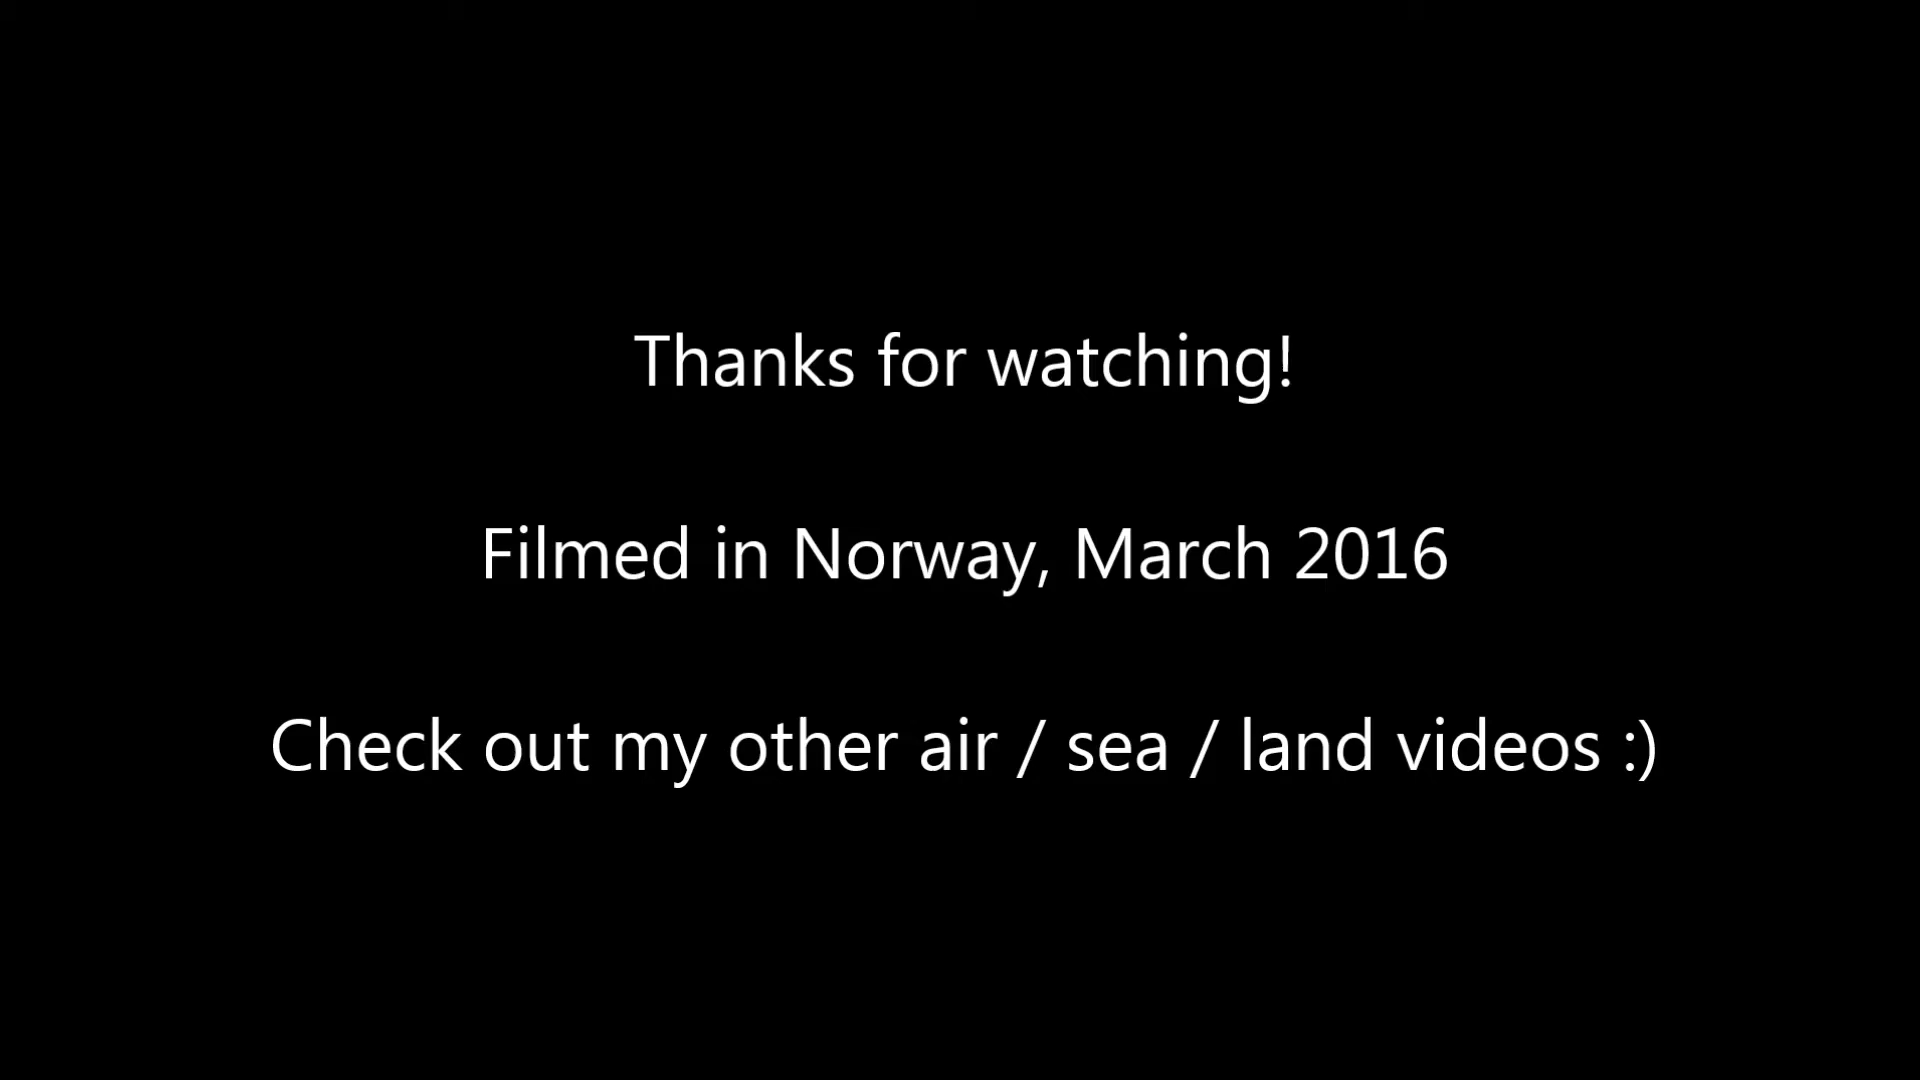 Thanks for watching!
Filmed in Norway, March 2016
Check out my other air / sea / land videos :)